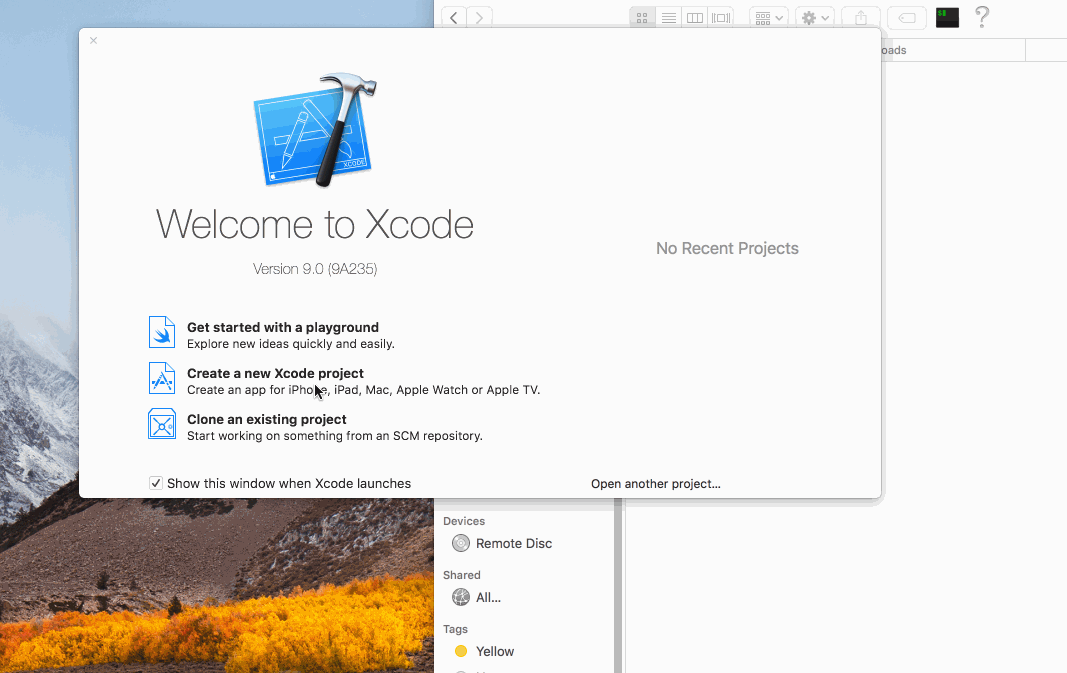 $8
oads
XCODE
Welcome to Xcode
Version 9.0 (9A235)
No Recent Projects
Get started with a playground
Explore new ideas quickly and easily.
Create a new Xcode project
Create an app for iPhone, iPad, Mac, Apple Watch or Apple TV.
Clone an existing project
Start working on something from an SCM repository.
Show this window when Xcode launches
Open another project...
Devices
Remote Disc
Shared
All...
Tags
Yellow